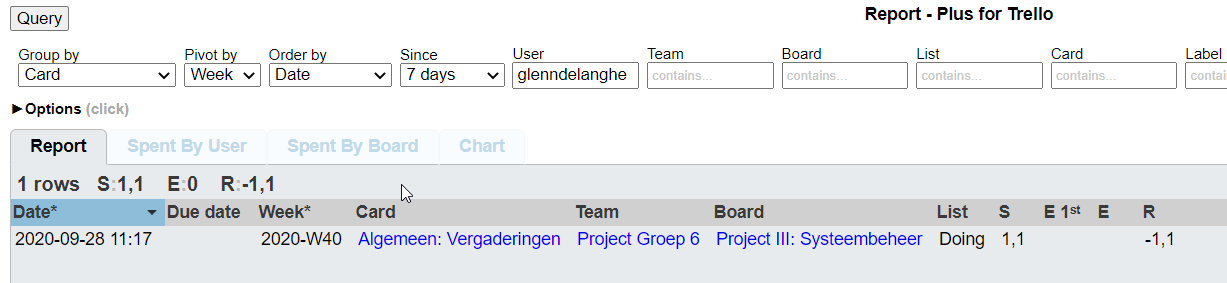 Query
Report - Plus for Trello
Group by Pivot by Order by Since User Team Board List Card Label
Card Week Date 7 days glenndelanghe contains... contains... contains... contains... contai
►Options (click)
Report Spent By User Spent By Board Chart
1 rows S:1,1 E:0 R:-1,1
Date* Due date Week* Card Team Board List S E 1st E R
2020-09-28 11:17 2020-W40 Algemeen: Vergaderingen Project Groep 6 Project III: Systeembeheer Doing 1,1 -1,1